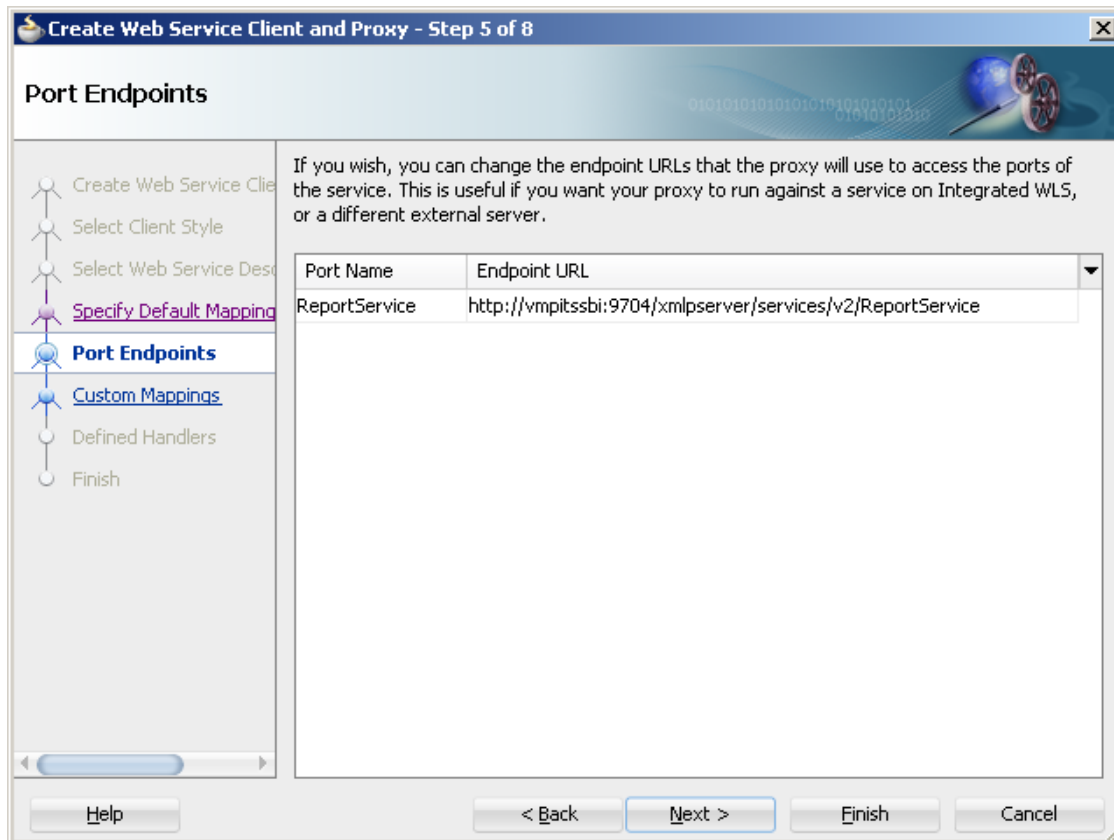 Create Web Service Client and Proxy - Step 5 of 8
Port Endpoints
010101010101010101010101
01010101010
Create Web Service Clie
Select Client Style
Select Web Service Desc
Specify Default Mapping
Port Endpoints
Custom Mappings
Defined Handlers
Finish
If you wish, you can change the endpoint URLs that the proxy will use to access the ports of
the service. This is useful if you want your proxy to run against a service on Integrated WLS,
or a different external server.
Port Name Endpoint URL
ReportService http://vmpitssbi:9704/xmlpserver/services/v2/ReportService
Help < Back Next > Finish Cancel